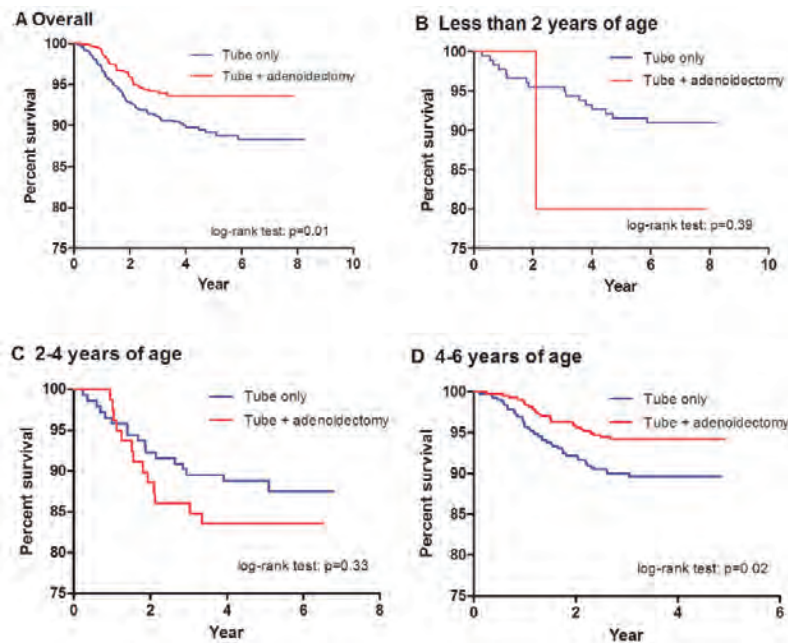 A Overall
Percent survival
100
95
90
85
80
75
Tube only
Tube + adenoidectomy
log-rank test: p=0.01
0 2 4 6 8 10
Year
B Less than 2 years of age
Percent survival
100
95
90
85
80
75
Tube only
Tube + adenoidectomy
log-rank test: p=0.39
0 2 4 6 8 10
Year
C 2-4 years of age
Percent survival
100
95
90
85
80
75
Tube only
Tube + adenoidectomy
log-rank test: p=0.33
0 2 4 6 8
Year
D 4-6 years of age
Percent survival
100
95
90
85
80
75
Tube only
Tube + adenoidectomy
log-rank test: p=0.02
0 2 4 6
Year